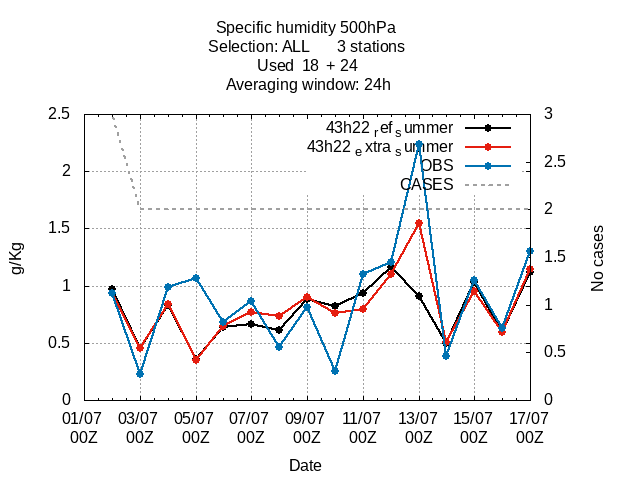 Specific humidity 500hPa
Selection: ALL 3 stations
Used 18 + 24
Averaging window: 24h
2.5
2
1.5
1
0.5
0
g/Kg
3
2.5
2
1.5
1
0.5
0
No cases
43h22 ref summer
43h22 extra summer
OBS
CASES
01/07 03/07 05/07 07/07 09/07 11/07 13/07 15/07 17/07
00Z 00Z 00Z 00Z 00Z 00Z 00Z 00Z 00Z
Date